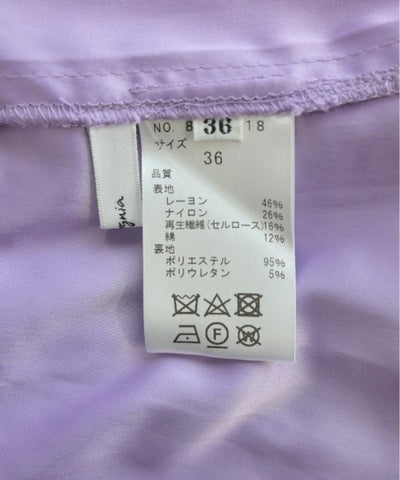 NO. 8 36 18
サイズ
36
品質
表地
レーヨン 46%
ナイロン 26%
再生繊維(セルロース)16%
綿 12%
裏地
ポリエステル 95%
ポリウレタン 5%
F
W